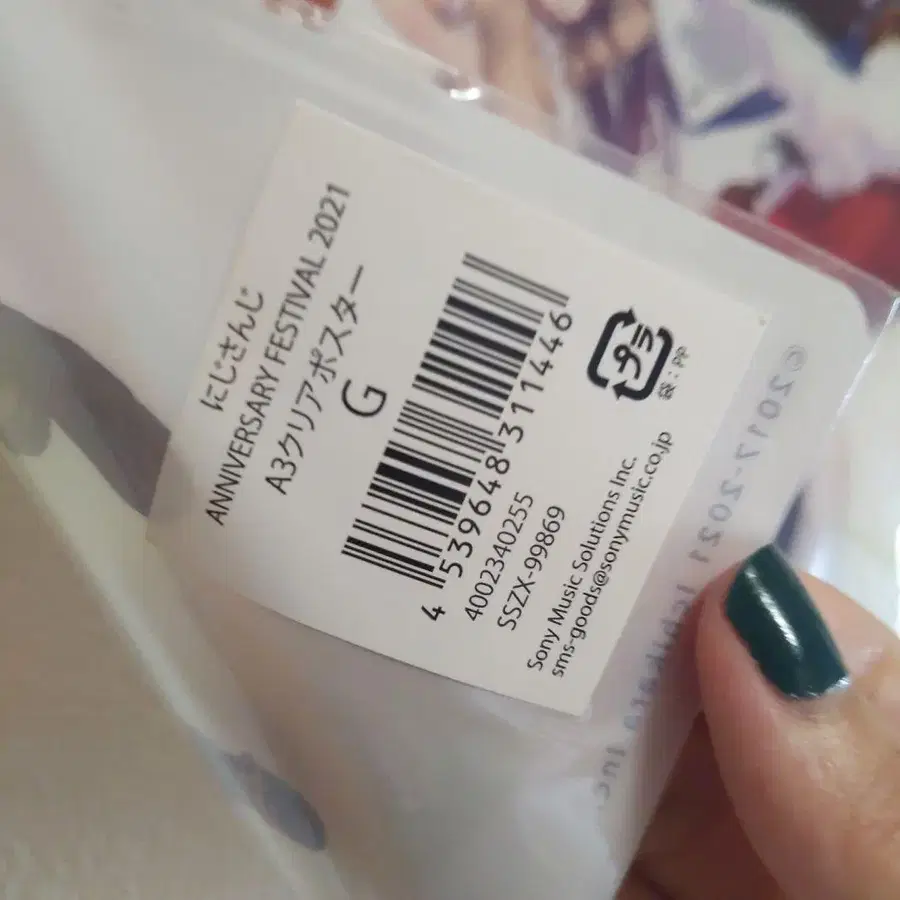 にじさんじ
ANNIVERSARY FESTIVAL 2021
A3クリアポスター
G
4 539648 311446
4002340255
SSZX-99869
プラ
袋：PP
Sony Music Solutions Inc.
sms-goods@sonymusic.co.jp
©2017-2021 Ichikara Inc.